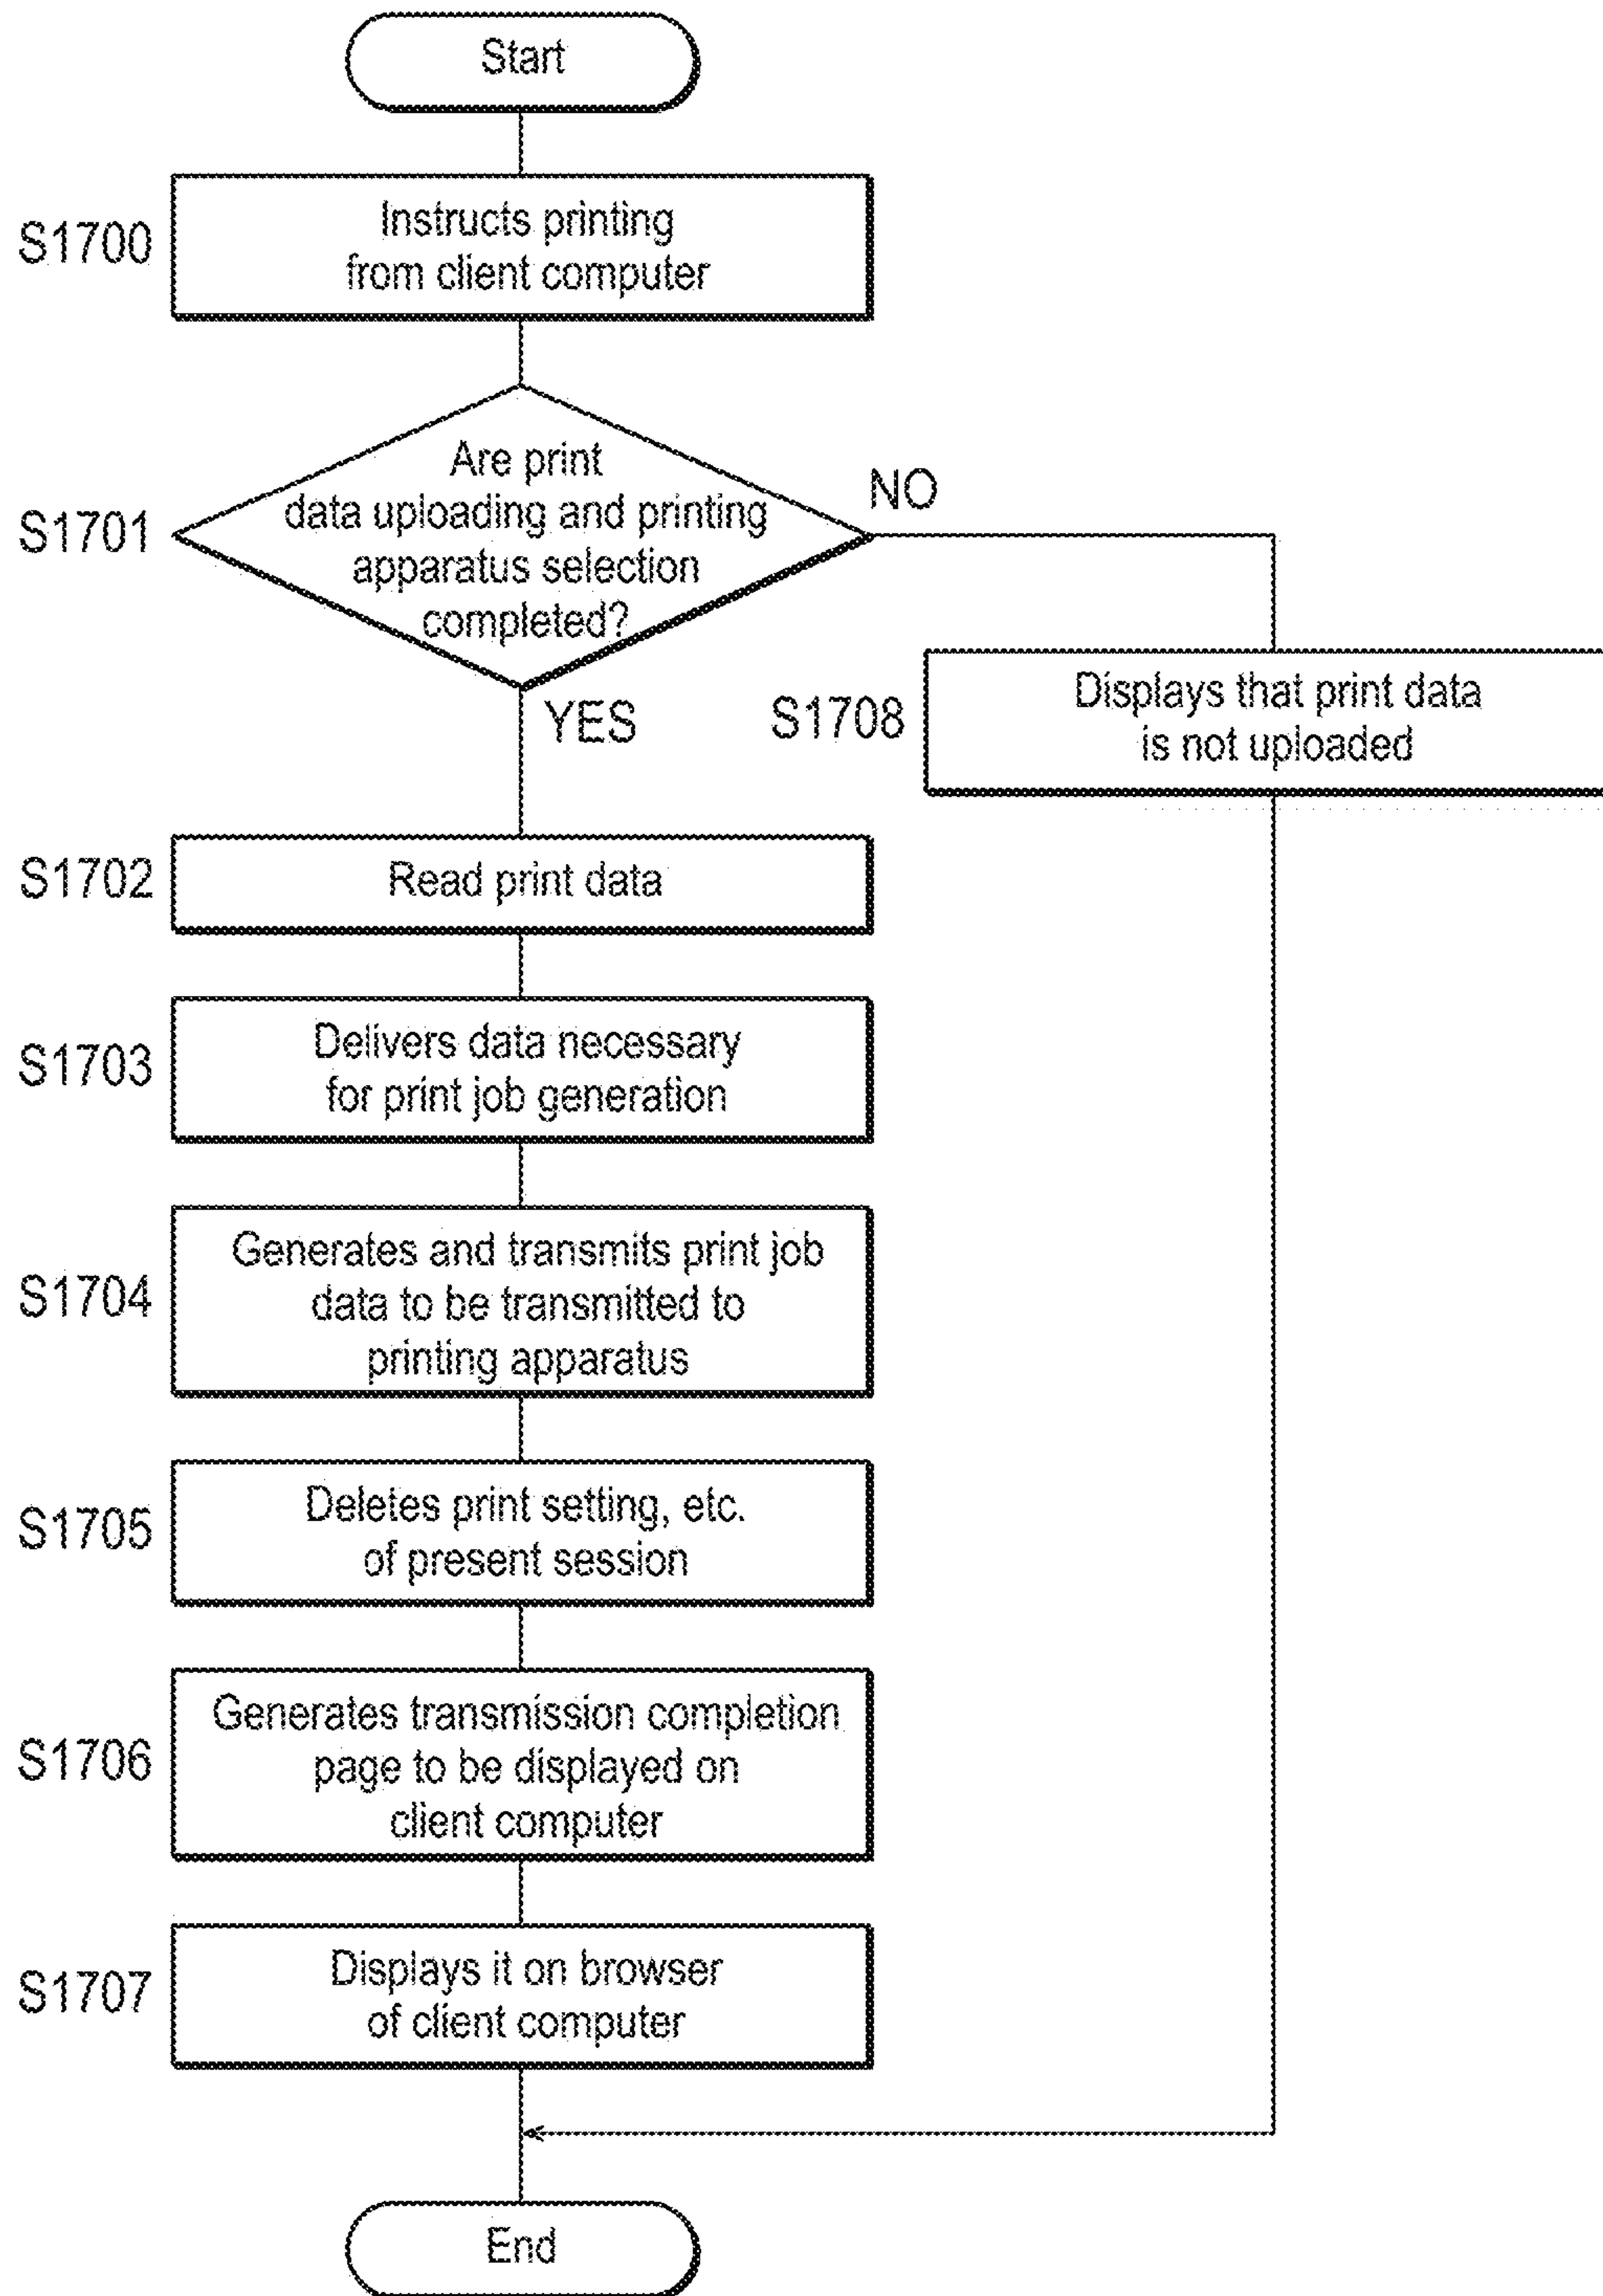 Start
S1700
Instructs printing
from client computer
S1701
Are print
data uploading and printing
apparatus selection
completed?
NO
YES
S1708
Displays that print data
is not uploaded
S1702
Read print data
S1703
Delivers data necessary
for print job generation
S1704
Generates and transmits print job
data to be transmitted to
printing apparatus
S1705
Deletes print setting, etc.
of present session
S1706
Generates transmission completion
page to be displayed on
client computer
S1707
Displays it on browser
of client computer
End